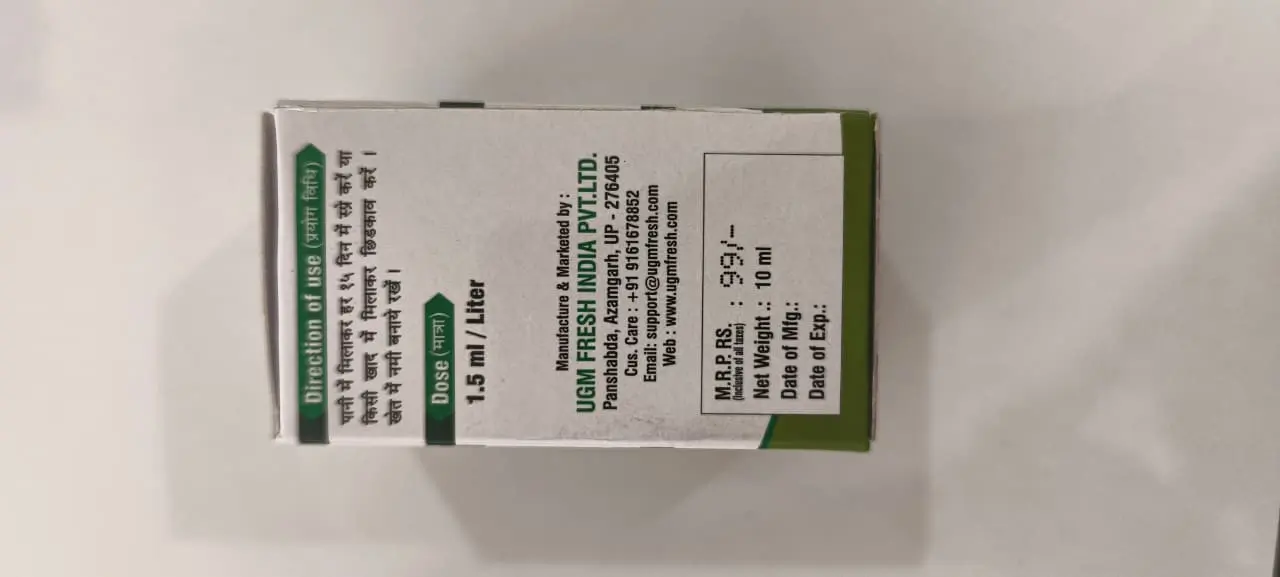 Direction of use (प्रयोग विधि)
पानी में मिलाकर हर १५ दिन में स्प्रे करें या
किसी खाद में मिलाकर छिडकाव करें ।
खेत में नमी बनाये रखें ।
Dose (मात्रा)
1.5 ml / Liter
Manufacture & Marketed by :
UGM FRESH INDIA PVT.LTD.
Panshabda, Azamgarh, UP - 276405
Cus. Care : +91 9161678852
Email: support@ugmfresh.com
Web : www.ugmfresh.com
M.R.P. RS. : 99/-
(Inclusive of all taxes)
Net Weight .: 10 ml
Date of Mfg.:
Date of Exp.: